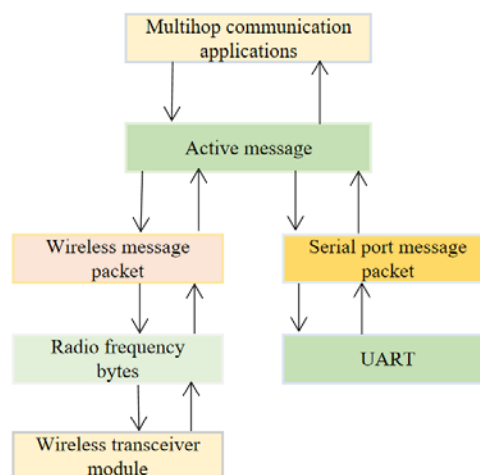 Multihop communication
applications
Active message
Wireless message
packet
Serial port message
packet
Radio frequency
bytes
UART
Wireless transceiver
module